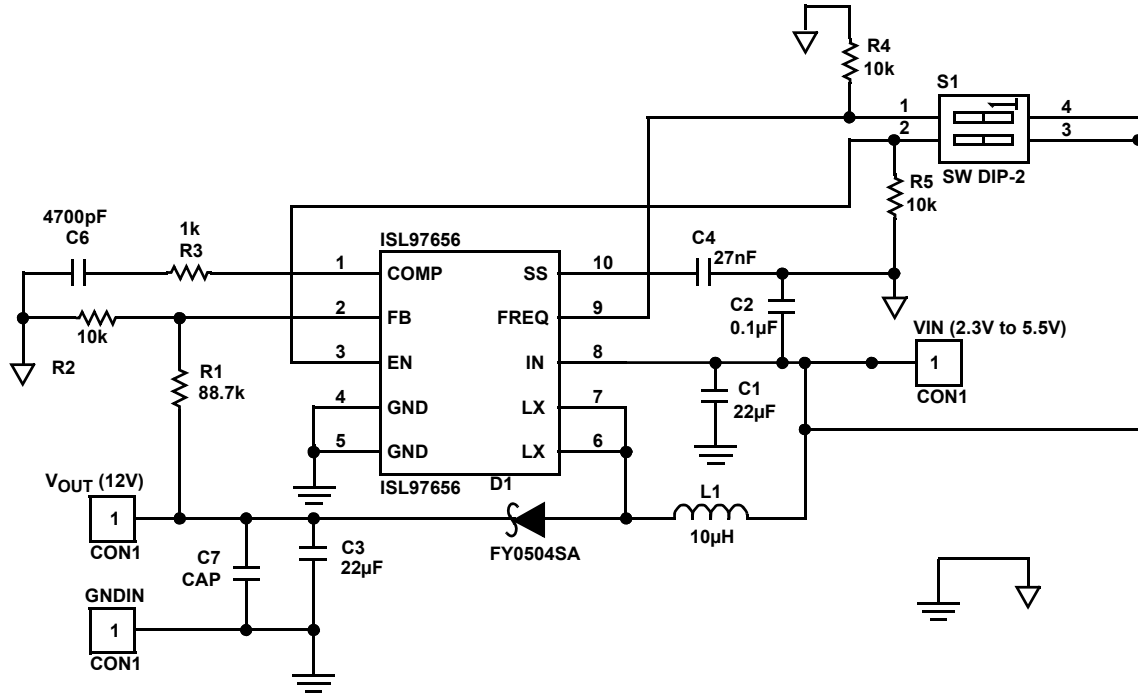 R4
10k
S1
1
4
2
3
SW DIP-2
R5
10k
4700pF
C6
1k
R3
ISL97656
C4
27nF
1
COMP
SS
10
C2
0.1µF
2
FB
FREQ
9
10k
R2
VIN (2.3V to 5.5V)
3
EN
IN
8
1
CON1
R1
88.7k
C1
22µF
4
GND
LX
7
5
GND
LX
6
ISL97656
D1
L1
10µH
VOUT (12V)
1
CON1
FY0504SA
C7
CAP
C3
22µF
GNDIN
1
CON1